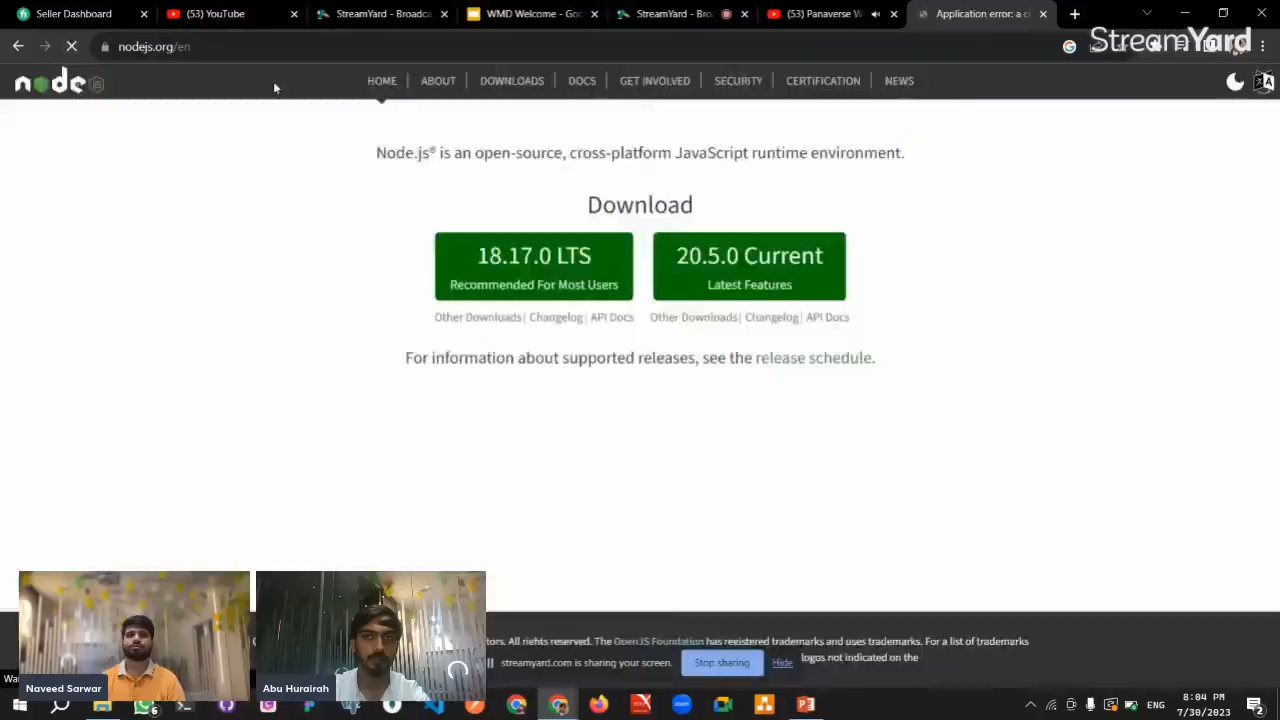 Seller Dashboard
(53) YouTube
StreamYard - Broadca
WMD Welcome - Goo
StreamYard - Bro
(53) Panaverse W
Application error: a cl
StreamYard
nodejs.org/en
node
HOME | ABOUT | DOWNLOADS | DOCS | GET INVOLVED | SECURITY | CERTIFICATION | NEWS
Node.js® is an open-source, cross-platform JavaScript runtime environment.
Download
18.17.0 LTS
Recommended For Most Users
20.5.0 Current
Latest Features
Other Downloads | Changelog | API Docs
Other Downloads | Changelog | API Docs
For information about supported releases, see the release schedule.
tors. All rights reserved. The OpenJS Foundation has registered trademarks and uses trademarks. For a list of trademarks
logos not indicated on the
streamyard.com is sharing your screen.
Stop sharing
Hide
Naveed Sarwar
Abu Hurairah
ENG
8:04 PM
7/30/2023